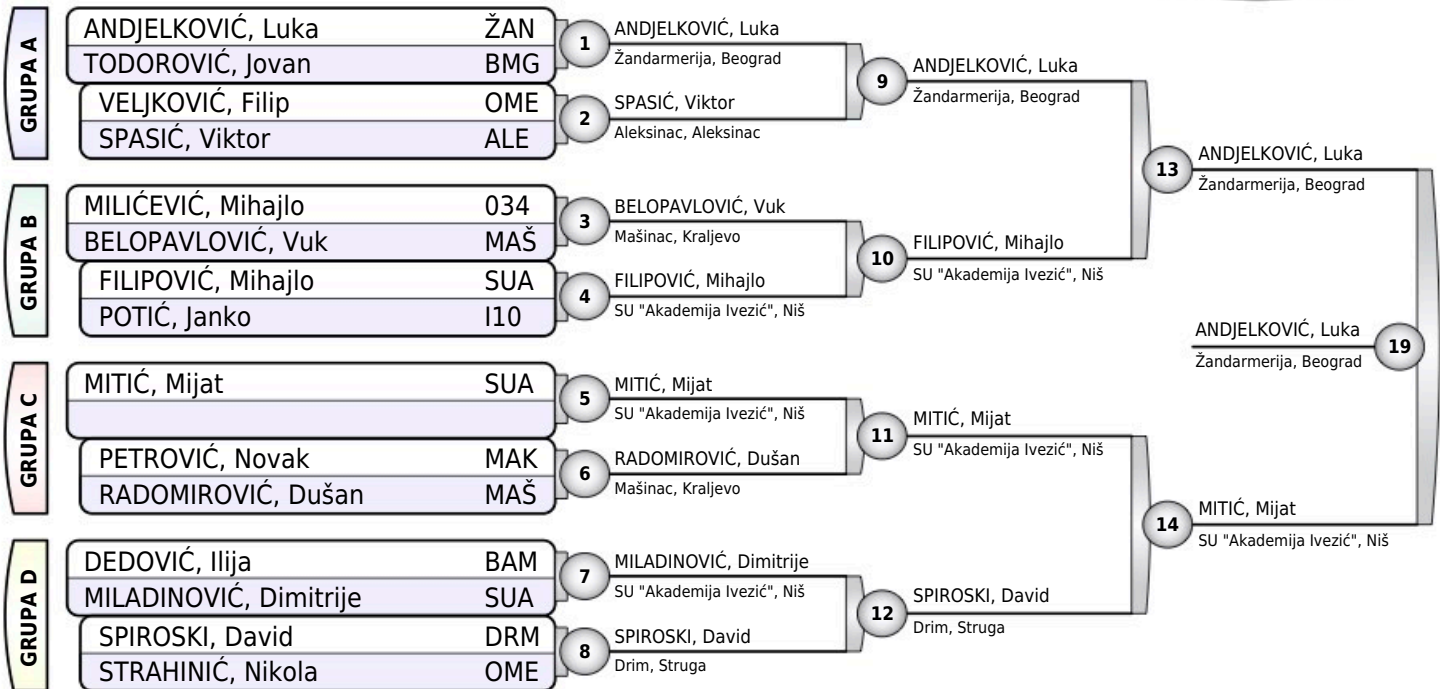 GRUPA A
ANDJELKOVIĆ, Luka ŽAN
TODOROVIĆ, Jovan BMG
VELJKOVIĆ, Filip OME
SPASIĆ, Viktor ALE
GRUPA B
MILIĆEVIĆ, Mihajlo 034
BELOPAVLOVIĆ, Vuk MAŠ
FILIPOVIĆ, Mihajlo SUA
POTIĆ, Janko I10
GRUPA C
MITIĆ, Mijat SUA
PETROVIĆ, Novak MAK
RADOMIROVIĆ, Dušan MAŠ
GRUPA D
DEDOVIĆ, Ilija BAM
MILADINOVIĆ, Dimitrije SUA
SPIROSKI, David DRM
STRAHINIĆ, Nikola OME
1
ANDJELKOVIĆ, Luka
Žandarmerija, Beograd
2
SPASIĆ, Viktor
Aleksinac, Aleksinac
3
BELOPAVLOVIĆ, Vuk
Mašinac, Kraljevo
4
FILIPOVIĆ, Mihajlo
SU "Akademija Ivezić", Niš
5
MITIĆ, Mijat
SU "Akademija Ivezić", Niš
6
RADOMIROVIĆ, Dušan
Mašinac, Kraljevo
7
MILADINOVIĆ, Dimitrije
SU "Akademija Ivezić", Niš
8
SPIROSKI, David
Drim, Struga
9
ANDJELKOVIĆ, Luka
Žandarmerija, Beograd
10
FILIPOVIĆ, Mihajlo
SU "Akademija Ivezić", Niš
11
MITIĆ, Mijat
SU "Akademija Ivezić", Niš
12
SPIROSKI, David
Drim, Struga
13
ANDJELKOVIĆ, Luka
Žandarmerija, Beograd
14
MITIĆ, Mijat
SU "Akademija Ivezić", Niš
ANDJELKOVIĆ, Luka
Žandarmerija, Beograd
19